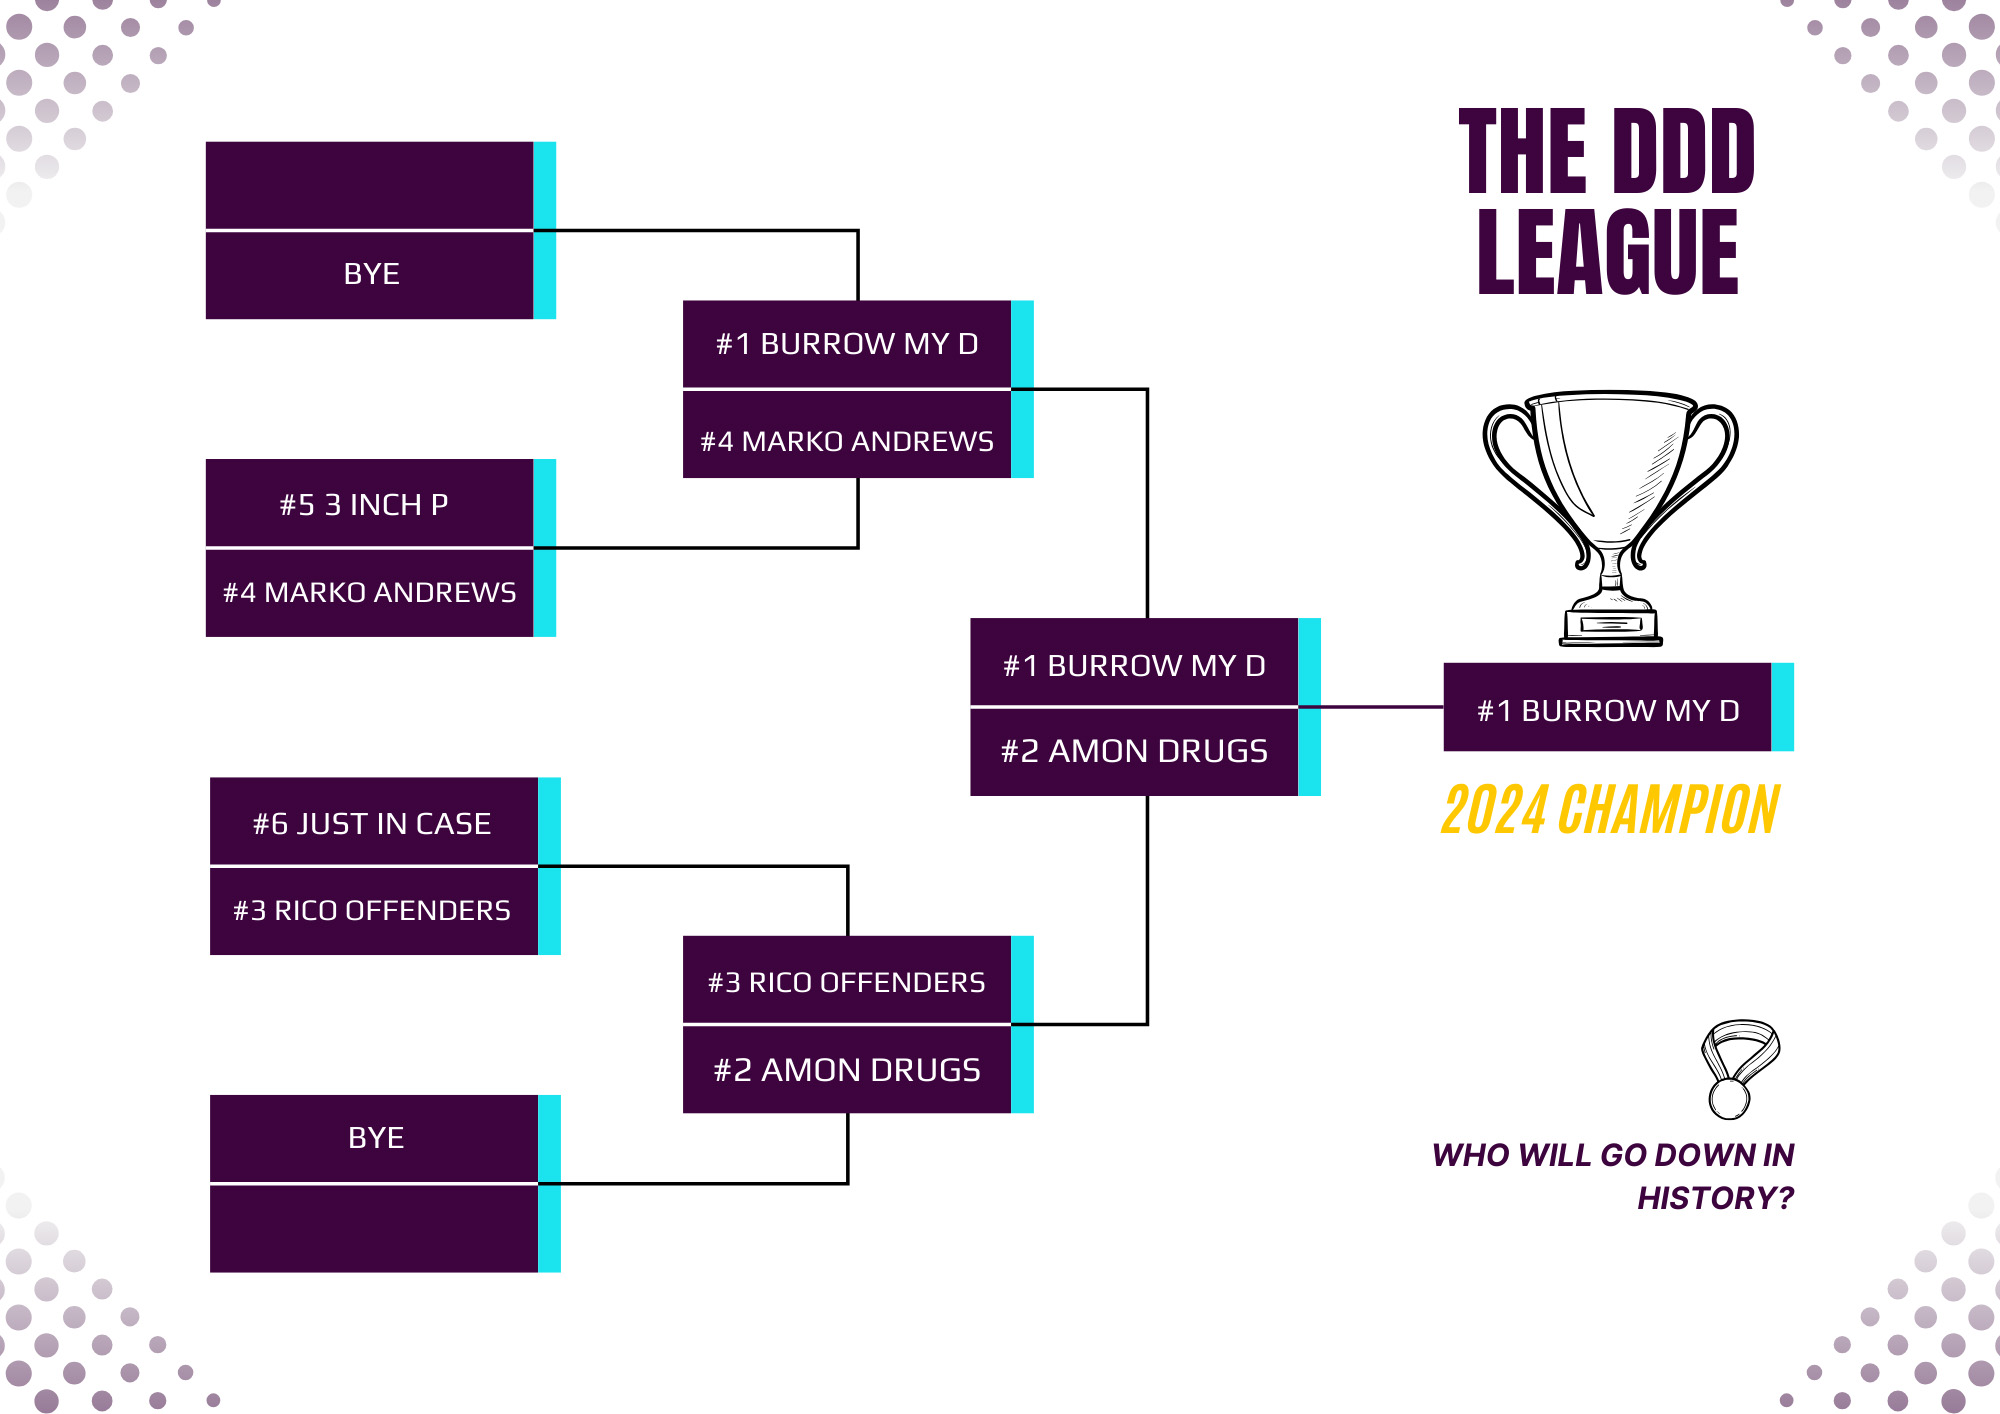 THE DDD
LEAGUE
BYE
#1 BURROW MY D
#4 MARKO ANDREWS
#5 3 INCH P
#4 MARKO ANDREWS
#1 BURROW MY D
#2 AMON DRUGS
#1 BURROW MY D
2024 CHAMPION
#6 JUST IN CASE
#3 RICO OFFENDERS
#3 RICO OFFENDERS
#2 AMON DRUGS
BYE
WHO WILL GO DOWN IN
HISTORY?